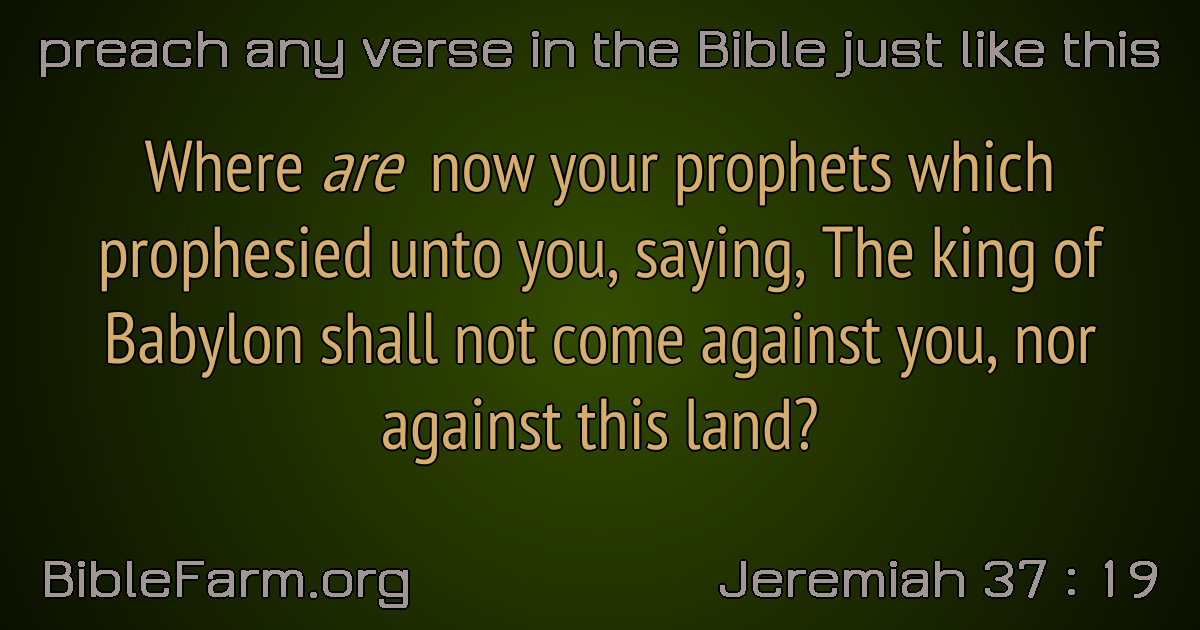 preach any verse in the Bible just like this
Where are now your prophets which
prophesied unto you, saying, The king of
Babylon shall not come against you, nor
against this land?
BibleFarm.org
Jeremiah 37 : 19